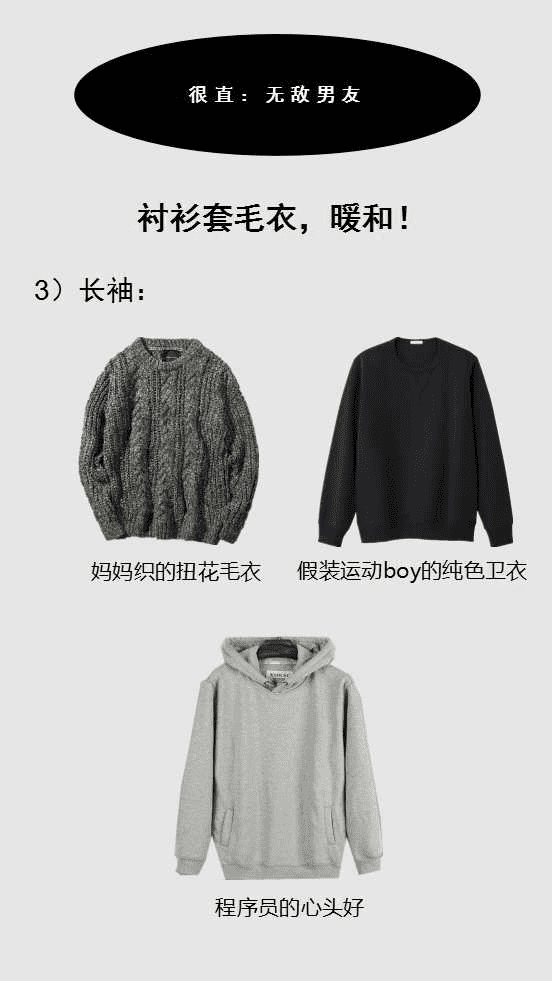 很直：无敌男友
衬衫套毛衣，暖和！
3）长袖：
妈妈织的扭花毛衣
假装运动boy的纯色卫衣
程序员的心头好